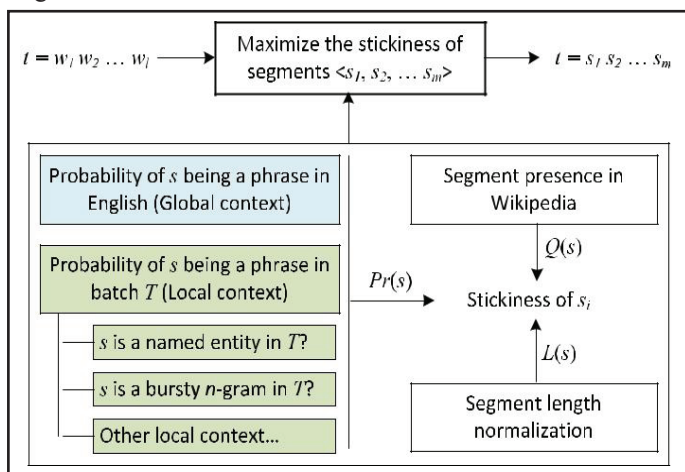 t = w₁ w₂ … wₗ
Maximize the stickiness of
segments <s₁, s₂, … sₘ>
t = s₁ s₂ … sₘ
Probability of s being a phrase in
English (Global context)
Segment presence in
Wikipedia
Q(s)
Probability of s being a phrase in
batch T (Local context)
Pr(s)
Stickiness of sᵢ
s is a named entity in T?
L(s)
s is a bursty n-gram in T?
Other local context...
Segment length
normalization